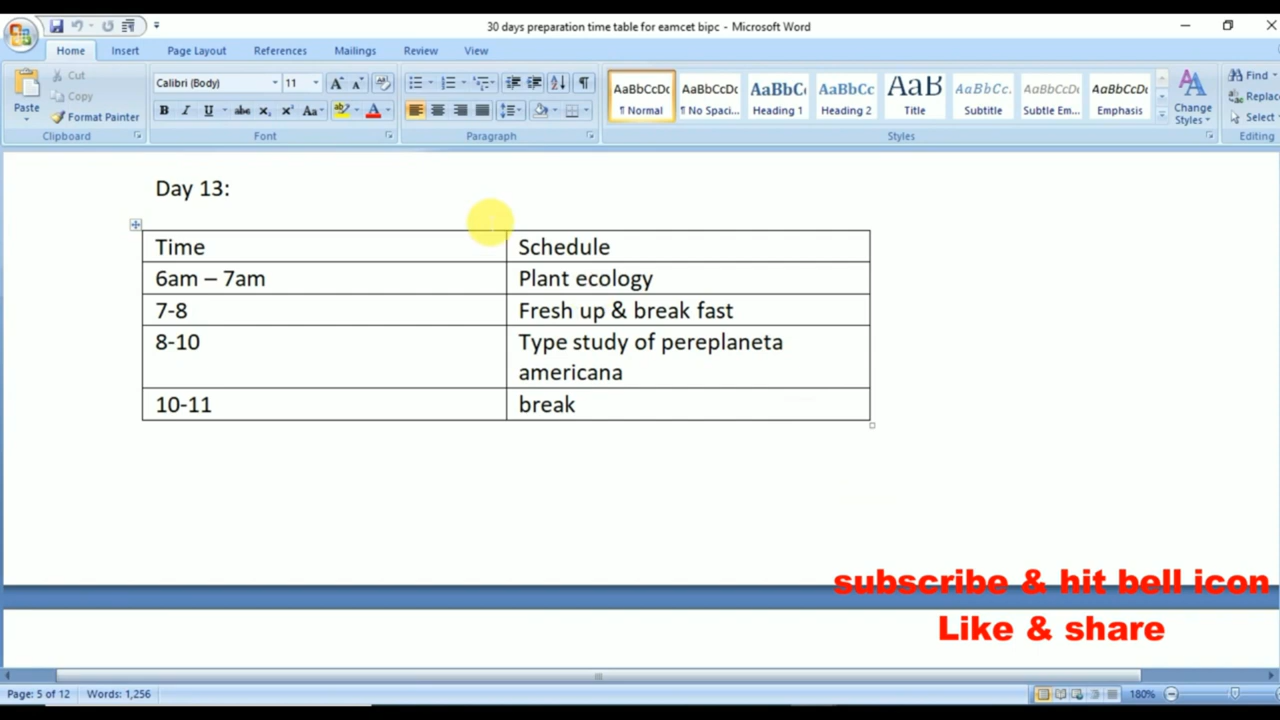 30 days preparation time table for eamcet bipc - Microsoft Word
Home Insert Page Layout References Mailings Review View
Paste
Cut
Copy
Format Painter
Clipboard
Calibri (Body) 11
Font
Paragraph
AaBbCcDc AaBbCcDc AaBbC AaBbCc AaB AaBbCc. AaBbCcDc AaBbCcDc
¶ Normal ¶ No Spaci... Heading 1 Heading 2 Title Subtitle Subtle Em... Emphasis
Styles
Change
Styles
Find
Replac
Select
Editing
Day 13:
Time Schedule
6am – 7am Plant ecology
7-8 Fresh up & break fast
8-10 Type study of pereplaneta
americana
10-11 break
subscribe & hit bell icon
Like & share
Page: 5 of 12 Words: 1,256 180%